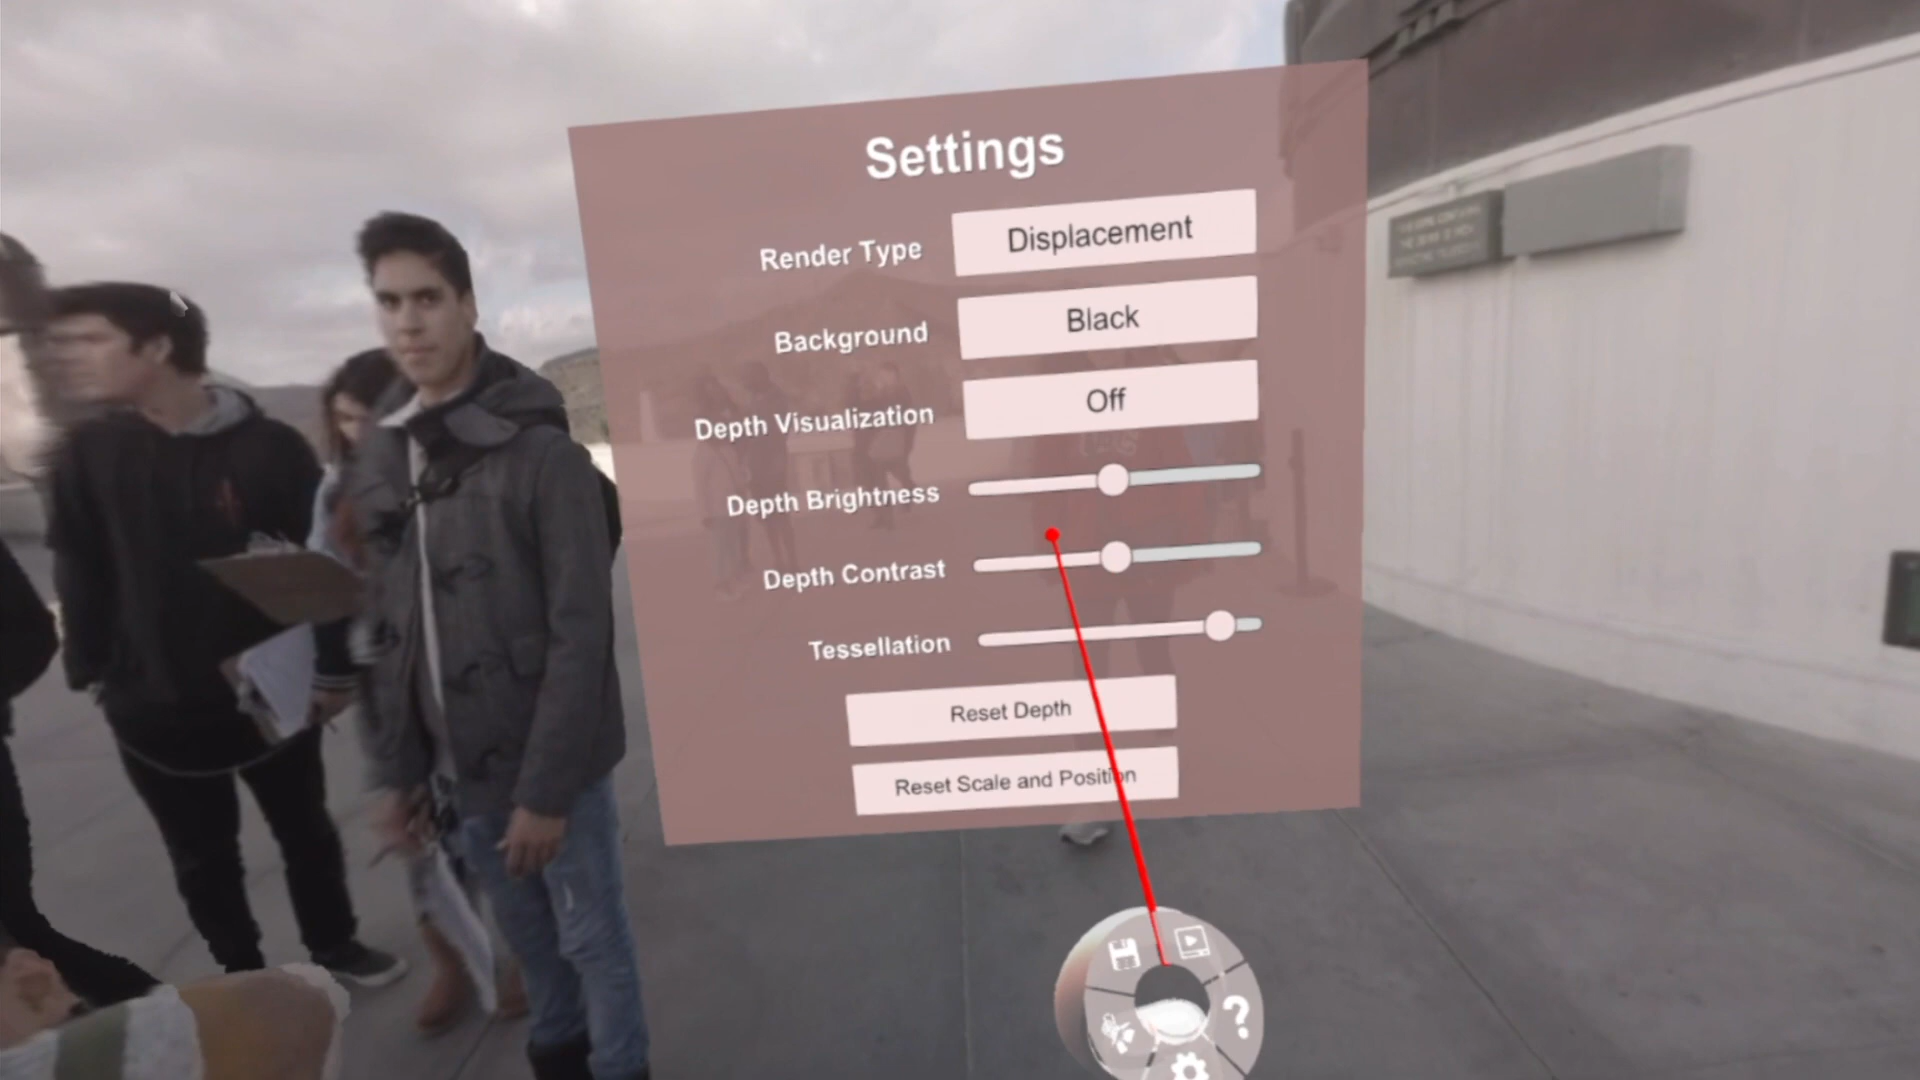 Settings
Render Type
Displacement
Background
Black
Depth Visualization
Off
Depth Brightness
Depth Contrast
Tessellation
Reset Depth
Reset Scale and Position
?